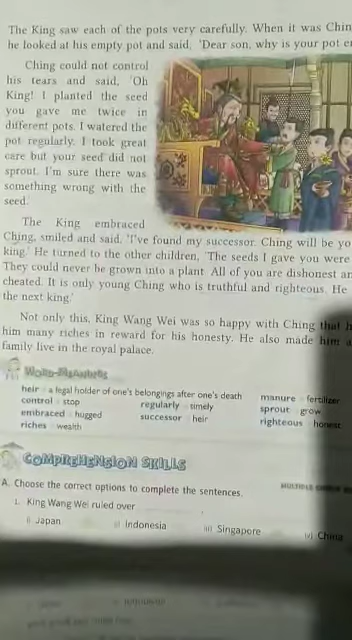 The King saw each of the pots very carefully. When it was Chin
he looked at his empty pot and said, 'Dear son, why is your pot
Ching could not control
his tears and said, 'Oh
King! I planted the seed
you gave me twice in
different pots. I watered the
pot regularly. I took great
care but your seed did not
sprout. I'm sure there was
something wrong with the
seed.'
The King embraced
Ching, smiled and said, 'I've found my successor. Ching will be yo
king.' He turned to the other children, 'The seeds I gave you were
They could never be grown into a plant. All of you are dishonest an
cheated. It is only young Ching who is truthful and righteous. He
the next king.'
Not only this, King Wang Wei was so happy with Ching that h
him many riches in reward for his honesty. He also made him a
family live in the royal palace.
Word-Meanings
heir : a legal holder of one's belongings after one's death
manure : fertilizer
control : stop
regularly : timely
sprout : grow
embraced : hugged
successor : heir
righteous : honest
riches : wealth
COMPREHENSION SKILLS
A. Choose the correct options to complete the sentences.
MULTIPLE
1. King Wang Wei ruled over
i) Japan
ii) Indonesia
iii) Singapore
iv) China